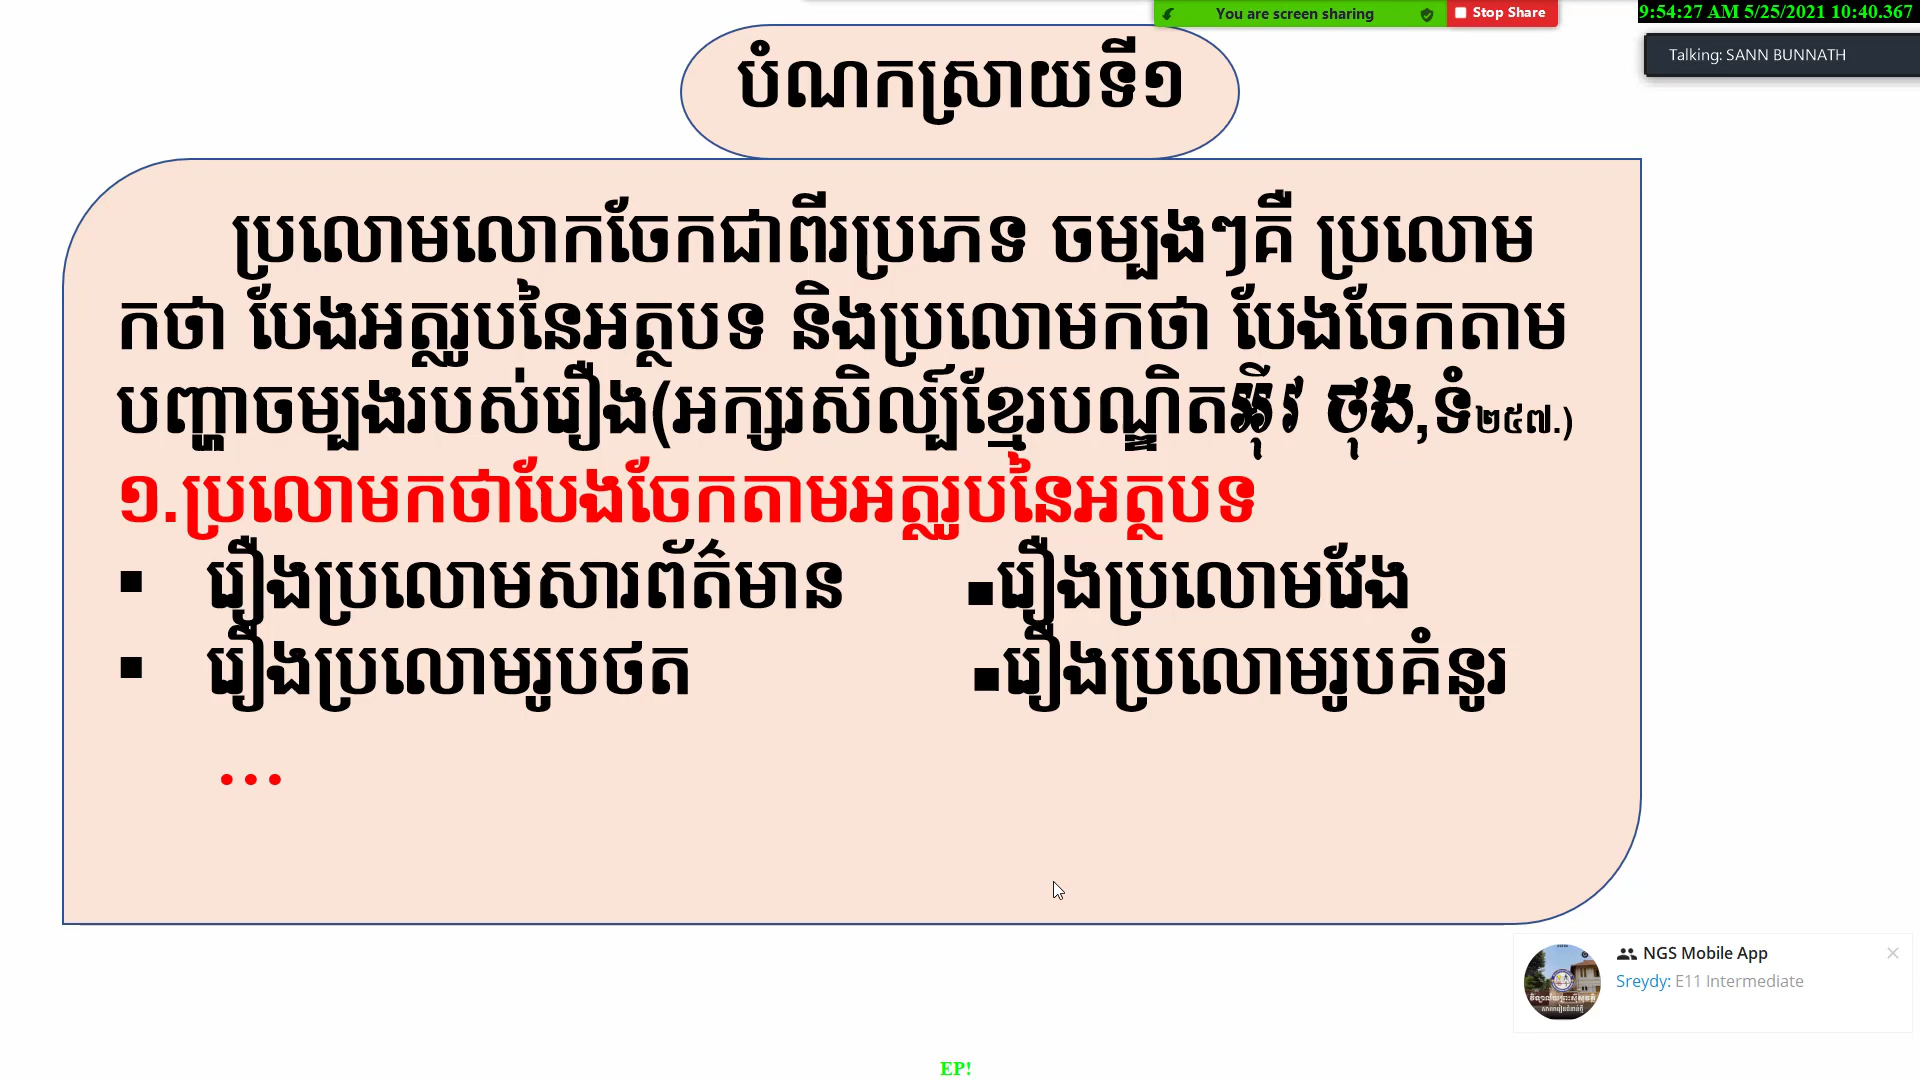 You are screen sharing
Stop Share
9:54:27 AM 5/25/2021 10:40.367
Talking: SANN BUNNATH
បំណកស្រាយទី១
ប្រលោមលោកចែកជាពីរប្រភេទ ចម្បងៗគឺ ប្រលោម
កថា បែងអត្ថរូបនៃអត្ថបទ និងប្រលោមកថា បែងចែកតាម
បញ្ហាចម្បងរបស់រឿង(អក្សរសិល្ប៍ខ្មែរបណ្ឌិតអ៊ីវ ថុង,ទំ២៥៧.)
១.ប្រលោមកថាបែងចែកតាមអត្ថរូបនៃអត្ថបទ
▪ រឿងប្រលោមសារព័ត៌មាន ▪រឿងប្រលោមវែង
▪ រឿងប្រលោមរូបថត ▪រឿងប្រលោមរូបគំនូរ
...
NGS Mobile App
Sreydy: E11 Intermediate
EP!